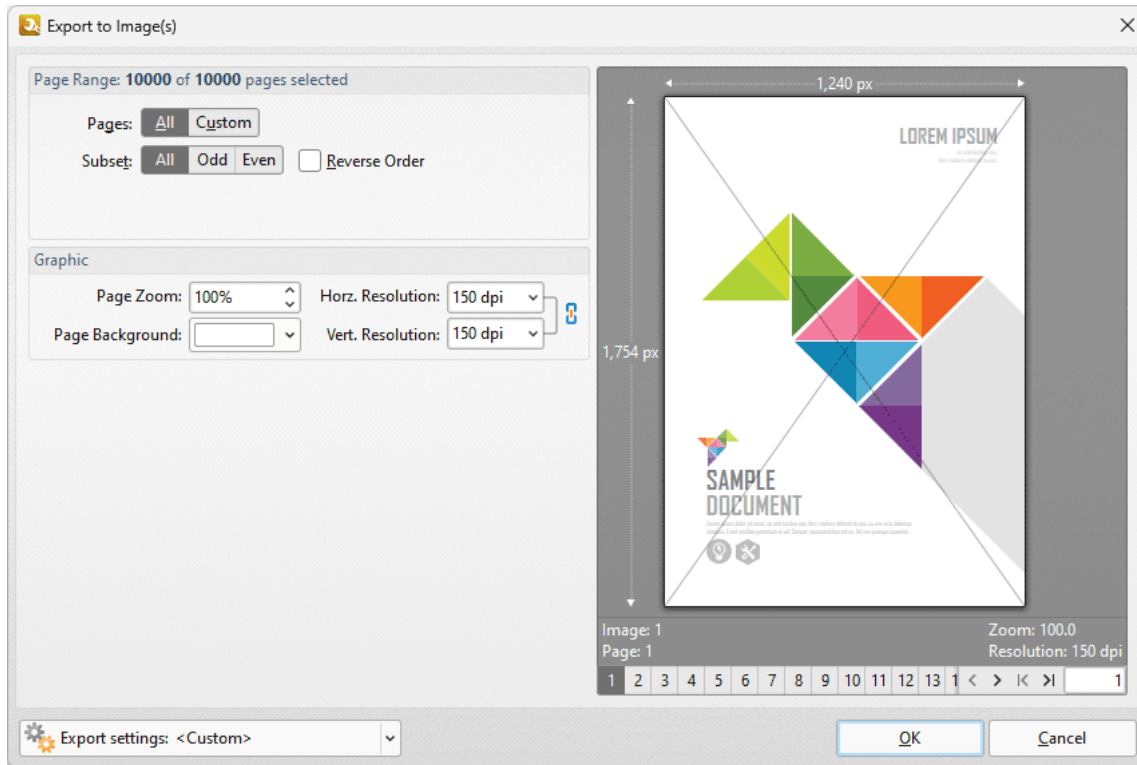 Export to Image(s)
Page Range: 10000 of 10000 pages selected
Pages: All Custom
Subset: All Odd Even Reverse Order
Graphic
Page Zoom: 100% Horz. Resolution: 150 dpi
Page Background: Vert. Resolution: 150 dpi
1,240 px
1,754 px
LOREM IPSUM
SAMPLE
DOCUMENT
Image: 1 Zoom: 100.0
Page: 1 Resolution: 150 dpi
1 2 3 4 5 6 7 8 9 10 11 12 13 1 1
Export settings: <Custom> OK Cancel